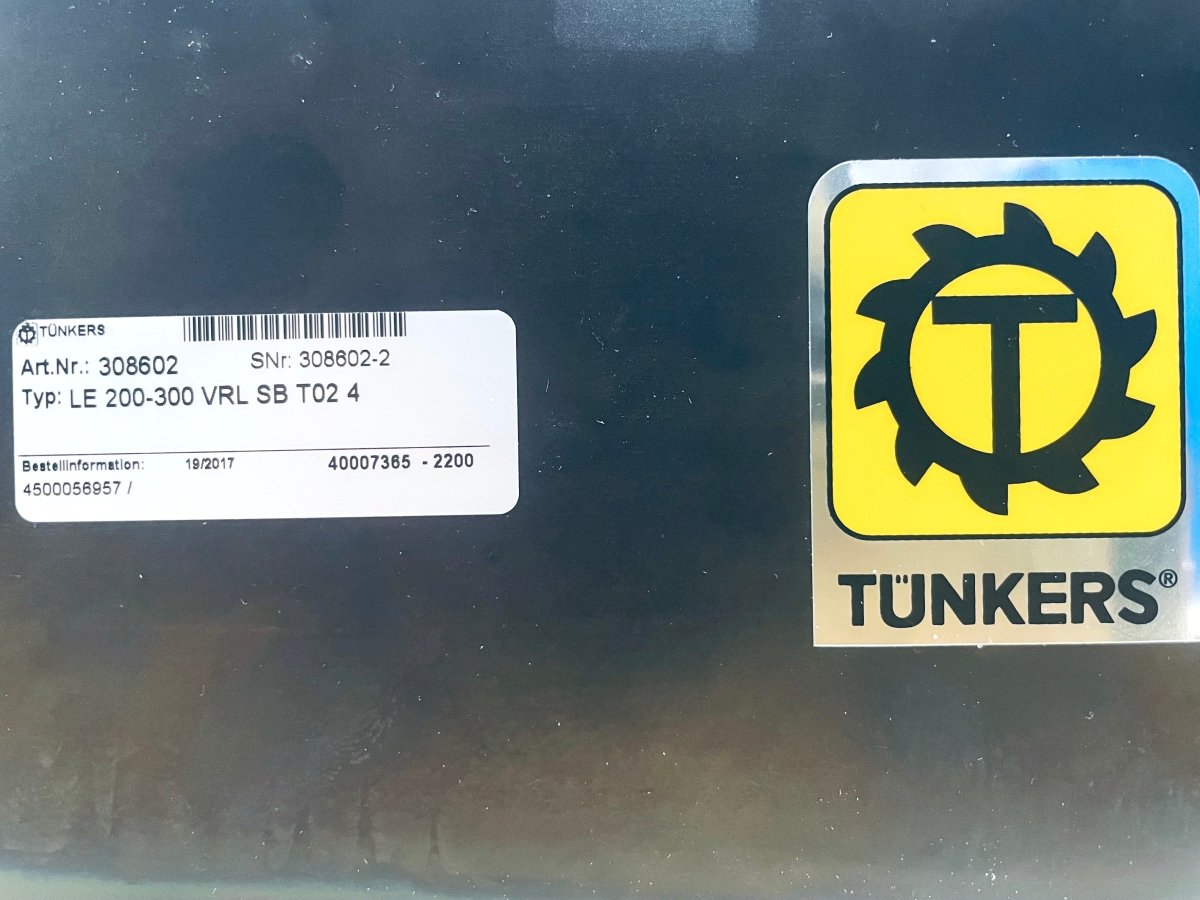 TÜNKERS
Art.Nr.: 308602 SNr: 308602-2
Typ: LE 200-300 VRL SB T02 4
Bestellinformation: 19/2017 40007365 - 2200
4500056957 /
T
TÜNKERS®